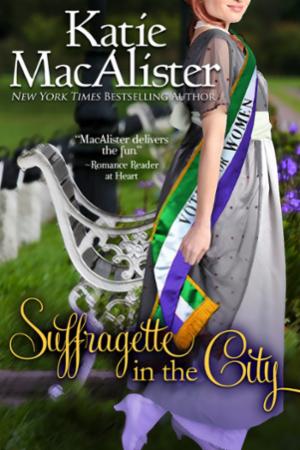 Katie
MacAlister
New York Times Bestselling Author
"MacAlister delivers
the fun."
~Romance Reader
at Heart
VOTES FOR WOMEN
Suffragette
in the City